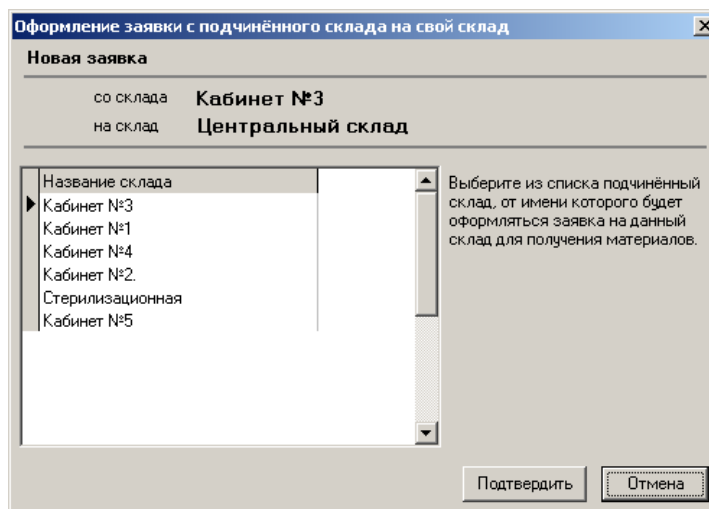 Оформление заявки с подчинённого склада на свой склад
Новая заявка
со склада Кабинет №3
на склад Центральный склад
Название склада
Кабинет №3
Кабинет №1
Кабинет №4
Кабинет №2.
Стерилизационная
Кабинет №5
Выберите из списка подчинённый
склад, от имени которого будет
оформляться заявка на данный
склад для получения материалов.
Подтвердить Отмена